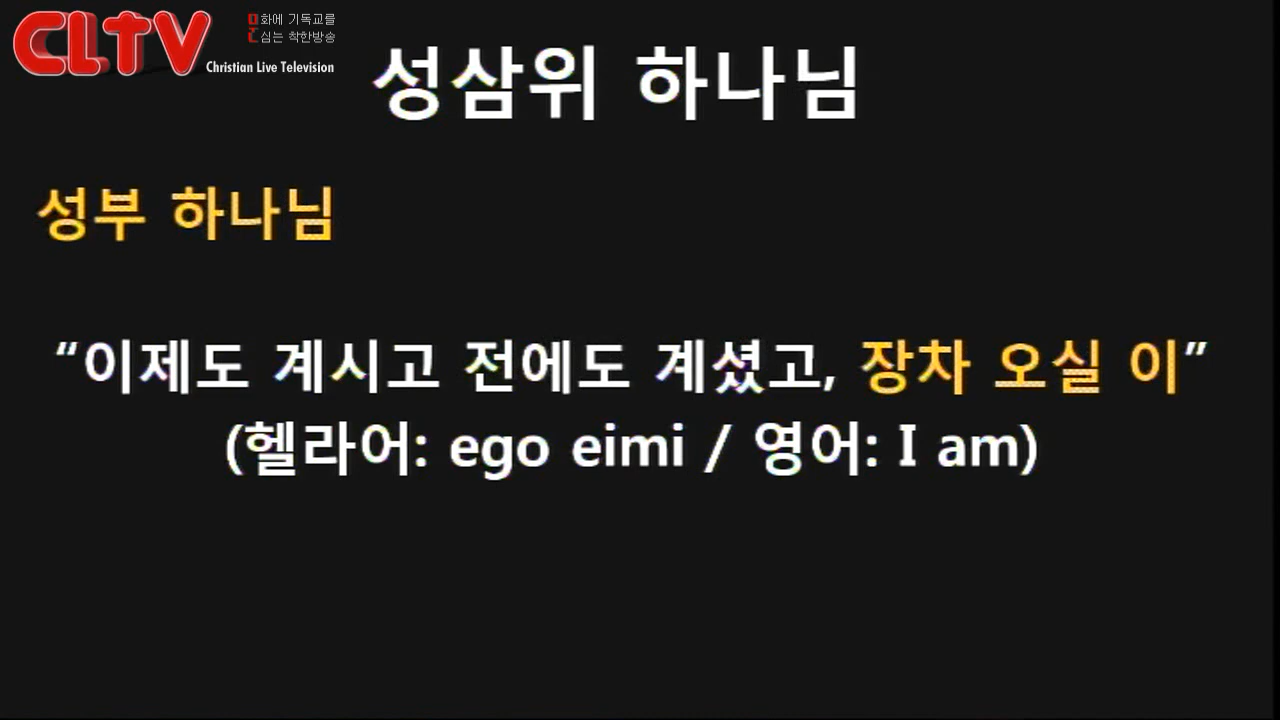 CLTV
문화에 기독교를
심는 착한방송
Christian Live Television
성삼위 하나님
성부 하나님
“이제도 계시고 전에도 계셨고, 장차 오실 이”
(헬라어: ego eimi / 영어: I am)